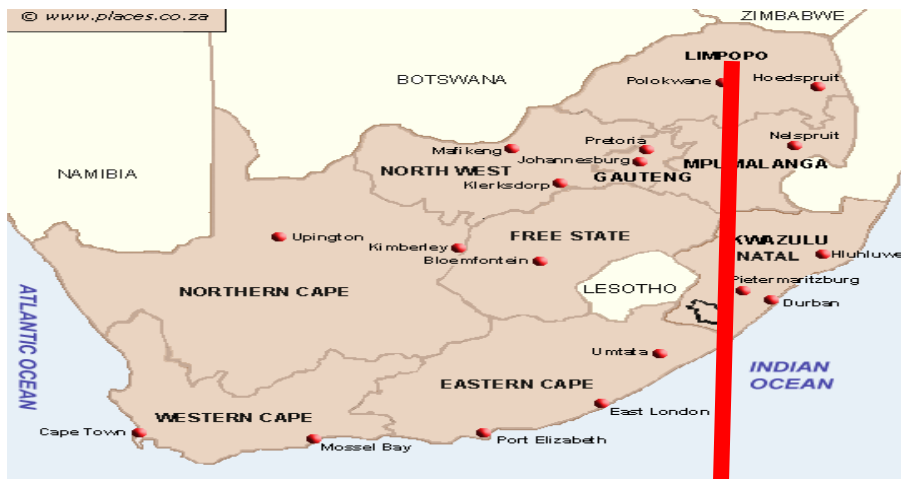 © www.places.co.za
ZIMBABWE
LIMPOPO
BOTSWANA
Polokwane
Hoedspruit
Nelspruit
Pretoria
Mafikeng
Johannesburg
MPUMALANGA
NAMIBIA
NORTH WEST
GAUTENG
Klerksdorp
Upington
FREE STATE
KWAZULU
NATAL
Kimberley
Hluhluwe
Bloemfontein
Pietermaritzburg
LESOTHO
NORTHERN CAPE
Durban
ATLANTIC OCEAN
Umtata
INDIAN
OCEAN
EASTERN CAPE
East London
WESTERN CAPE
Cape Town
Mossel Bay
Port Elizabeth